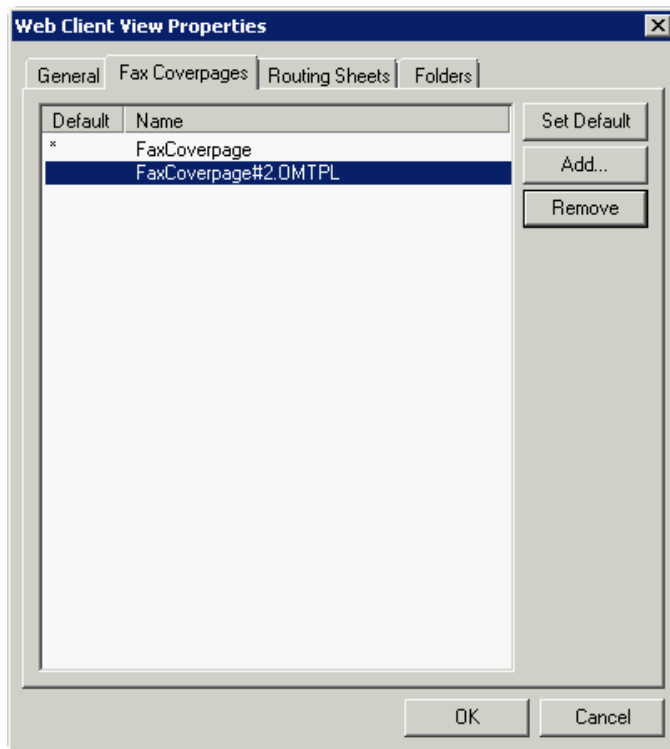 Web Client View Properties
General Fax Coverpages Routing Sheets Folders
Default Name Set Default
* FaxCoverpage
FaxCoverpage#2.OMTPL Add...
Remove
OK Cancel